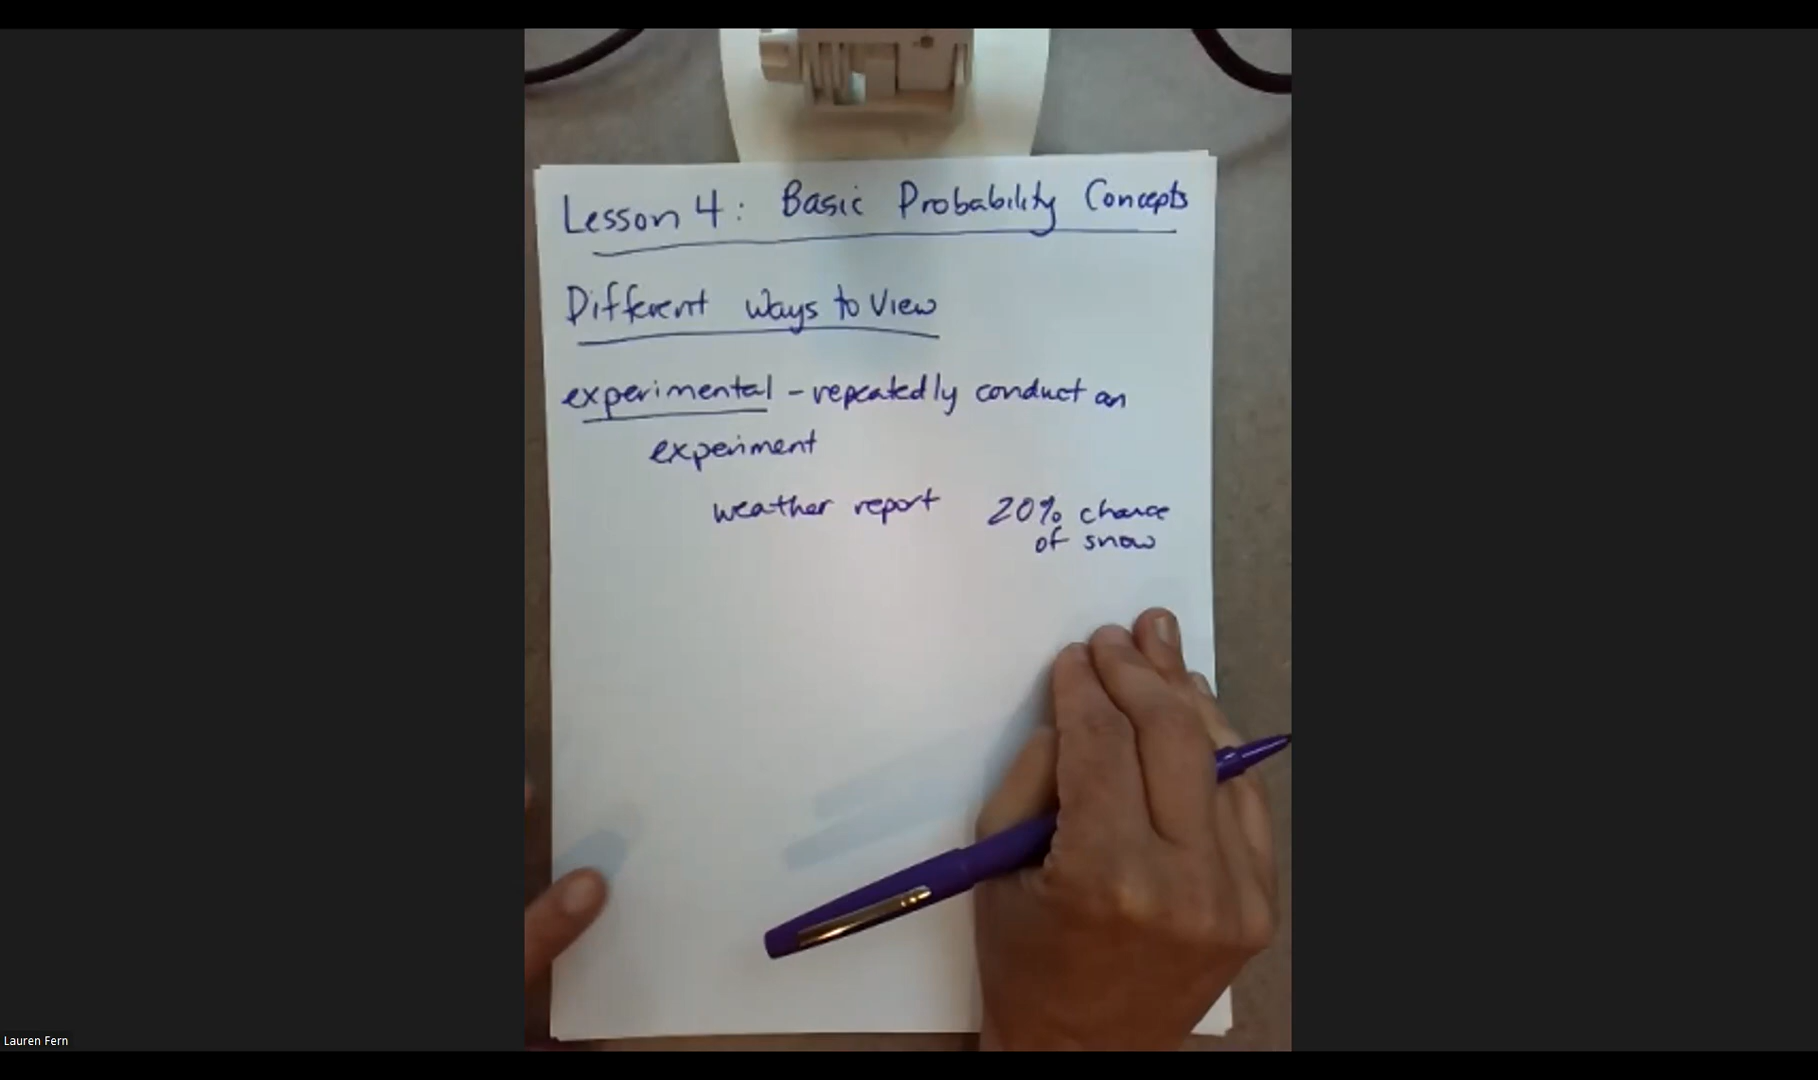 Lesson 4: Basic Probability Concepts
Different Ways to View
experimental - repeatedly conduct an
experiment
weather report 20% chance
of snow
Lauren Fern